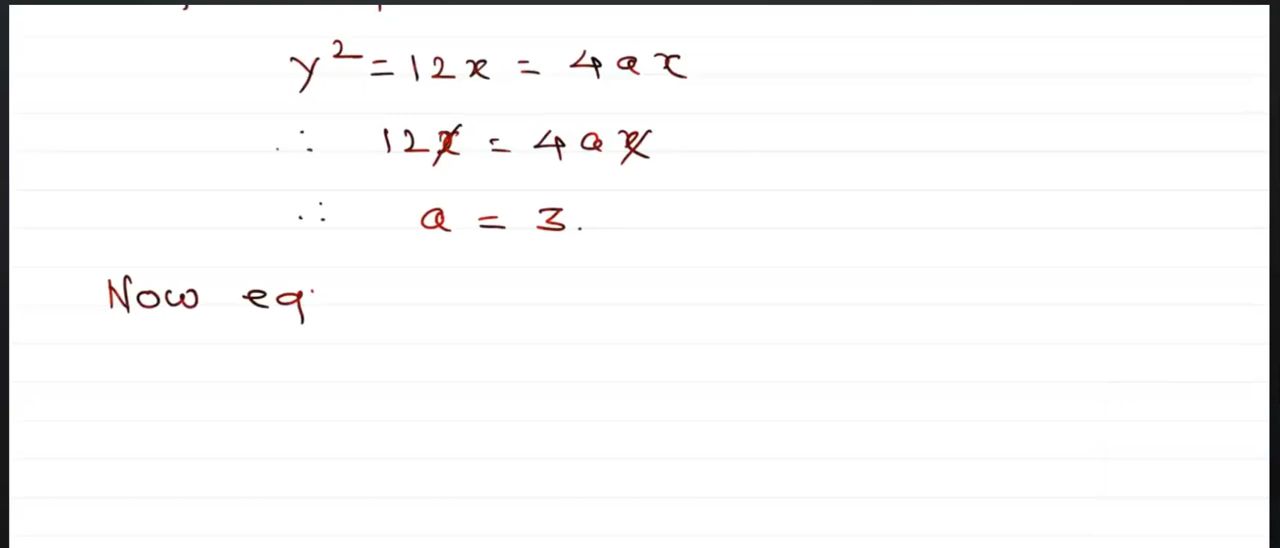 y² = 12x = 4ax
∴ 12x = 4ax
∴ a = 3.
Now eq